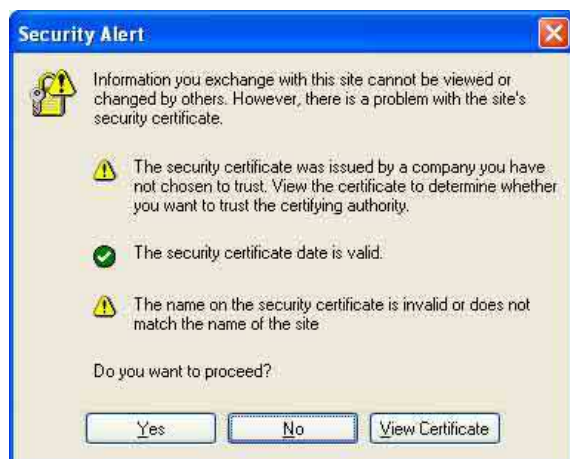 Security Alert
Information you exchange with this site cannot be viewed or
changed by others. However, there is a problem with the site's
security certificate.
The security certificate was issued by a company you have
not chosen to trust. View the certificate to determine whether
you want to trust the certifying authority.
The security certificate date is valid.
The name on the security certificate is invalid or does not
match the name of the site
Do you want to proceed?
Yes No View Certificate